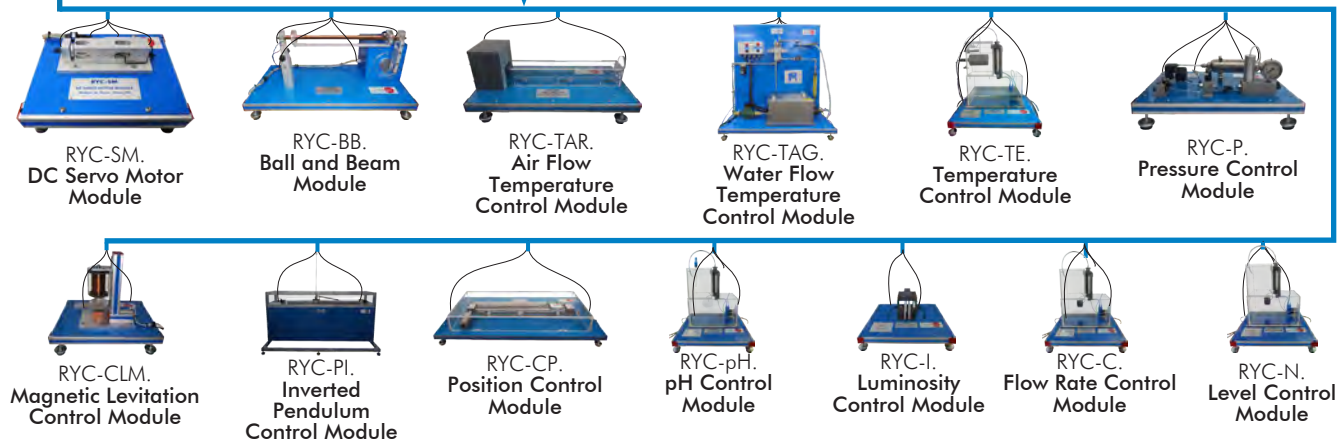 RYC-SM.
DC Servo Motor
Module
RYC-BB.
Ball and Beam
Module
RYC-TAR.
Air Flow
Temperature
Control Module
RYC-TAG.
Water Flow
Temperature
Control Module
RYC-TE.
Temperature
Control Module
RYC-P.
Pressure Control
Module
RYC-CLM.
Magnetic Levitation
Control Module
RYC-PI.
Inverted
Pendulum
Control Module
RYC-CP.
Position Control
Module
RYC-pH.
pH Control
Module
RYC-I.
Luminosity
Control Module
RYC-C.
Flow Rate Control
Module
RYC-N.
Level Control
Module